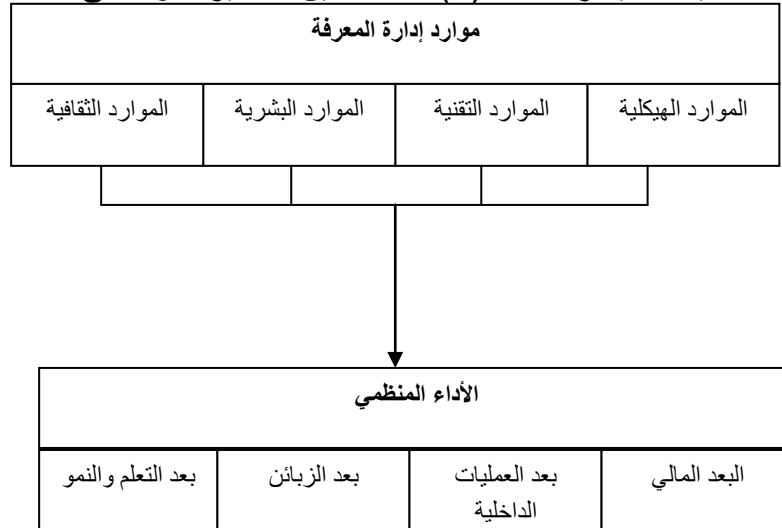 موارد إدارة المعرفة
الموارد الهيكلية
الموارد التقنية
الموارد البشرية
الموارد الثقافية
الأداء المنظمي
البعد المالي
بعد العمليات
الداخلية
بعد الزبائن
بعد التعلم والنمو